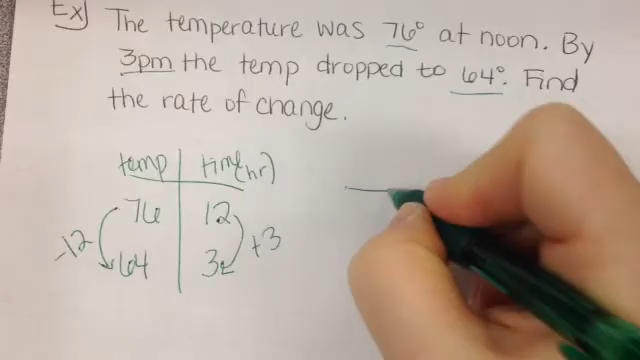 Ex) The temperature was 76° at noon. By
3pm the temp dropped to 64°. Find
the rate of change.
temp time(hr)
76 12
-12 +3
64 3